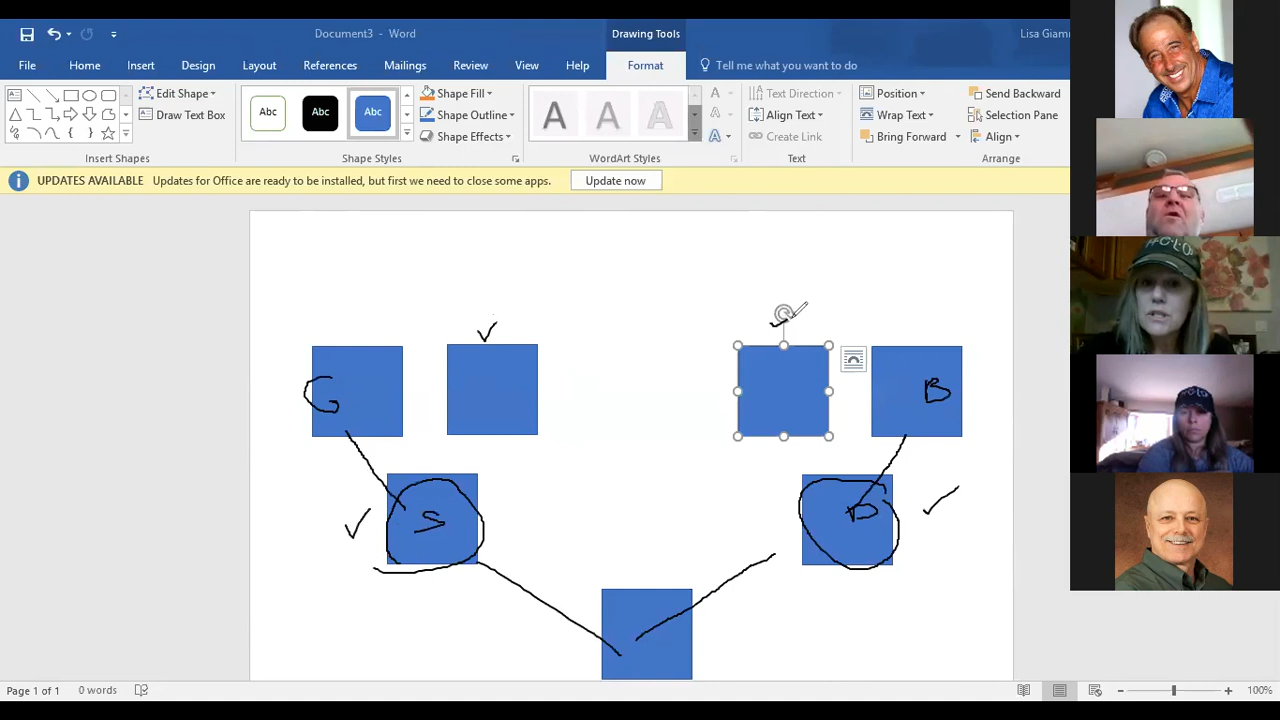 Document3 - Word
Drawing Tools
Lisa Giamm
File Home Insert Design Layout References Mailings Review View Help Format Tell me what you want to do
Edit Shape
Draw Text Box
Insert Shapes
Abc Abc Abc
Shape Fill
Shape Outline
Shape Effects
Shape Styles
A A A
WordArt Styles
A
A
A
Text Direction
Align Text
Create Link
Text
Position
Wrap Text
Bring Forward
Send Backward
Selection Pane
Align
Arrange
UPDATES AVAILABLE Updates for Office are ready to be installed, but first we need to close some apps. Update now
G B
S B
Page 1 of 1 0 words 100%